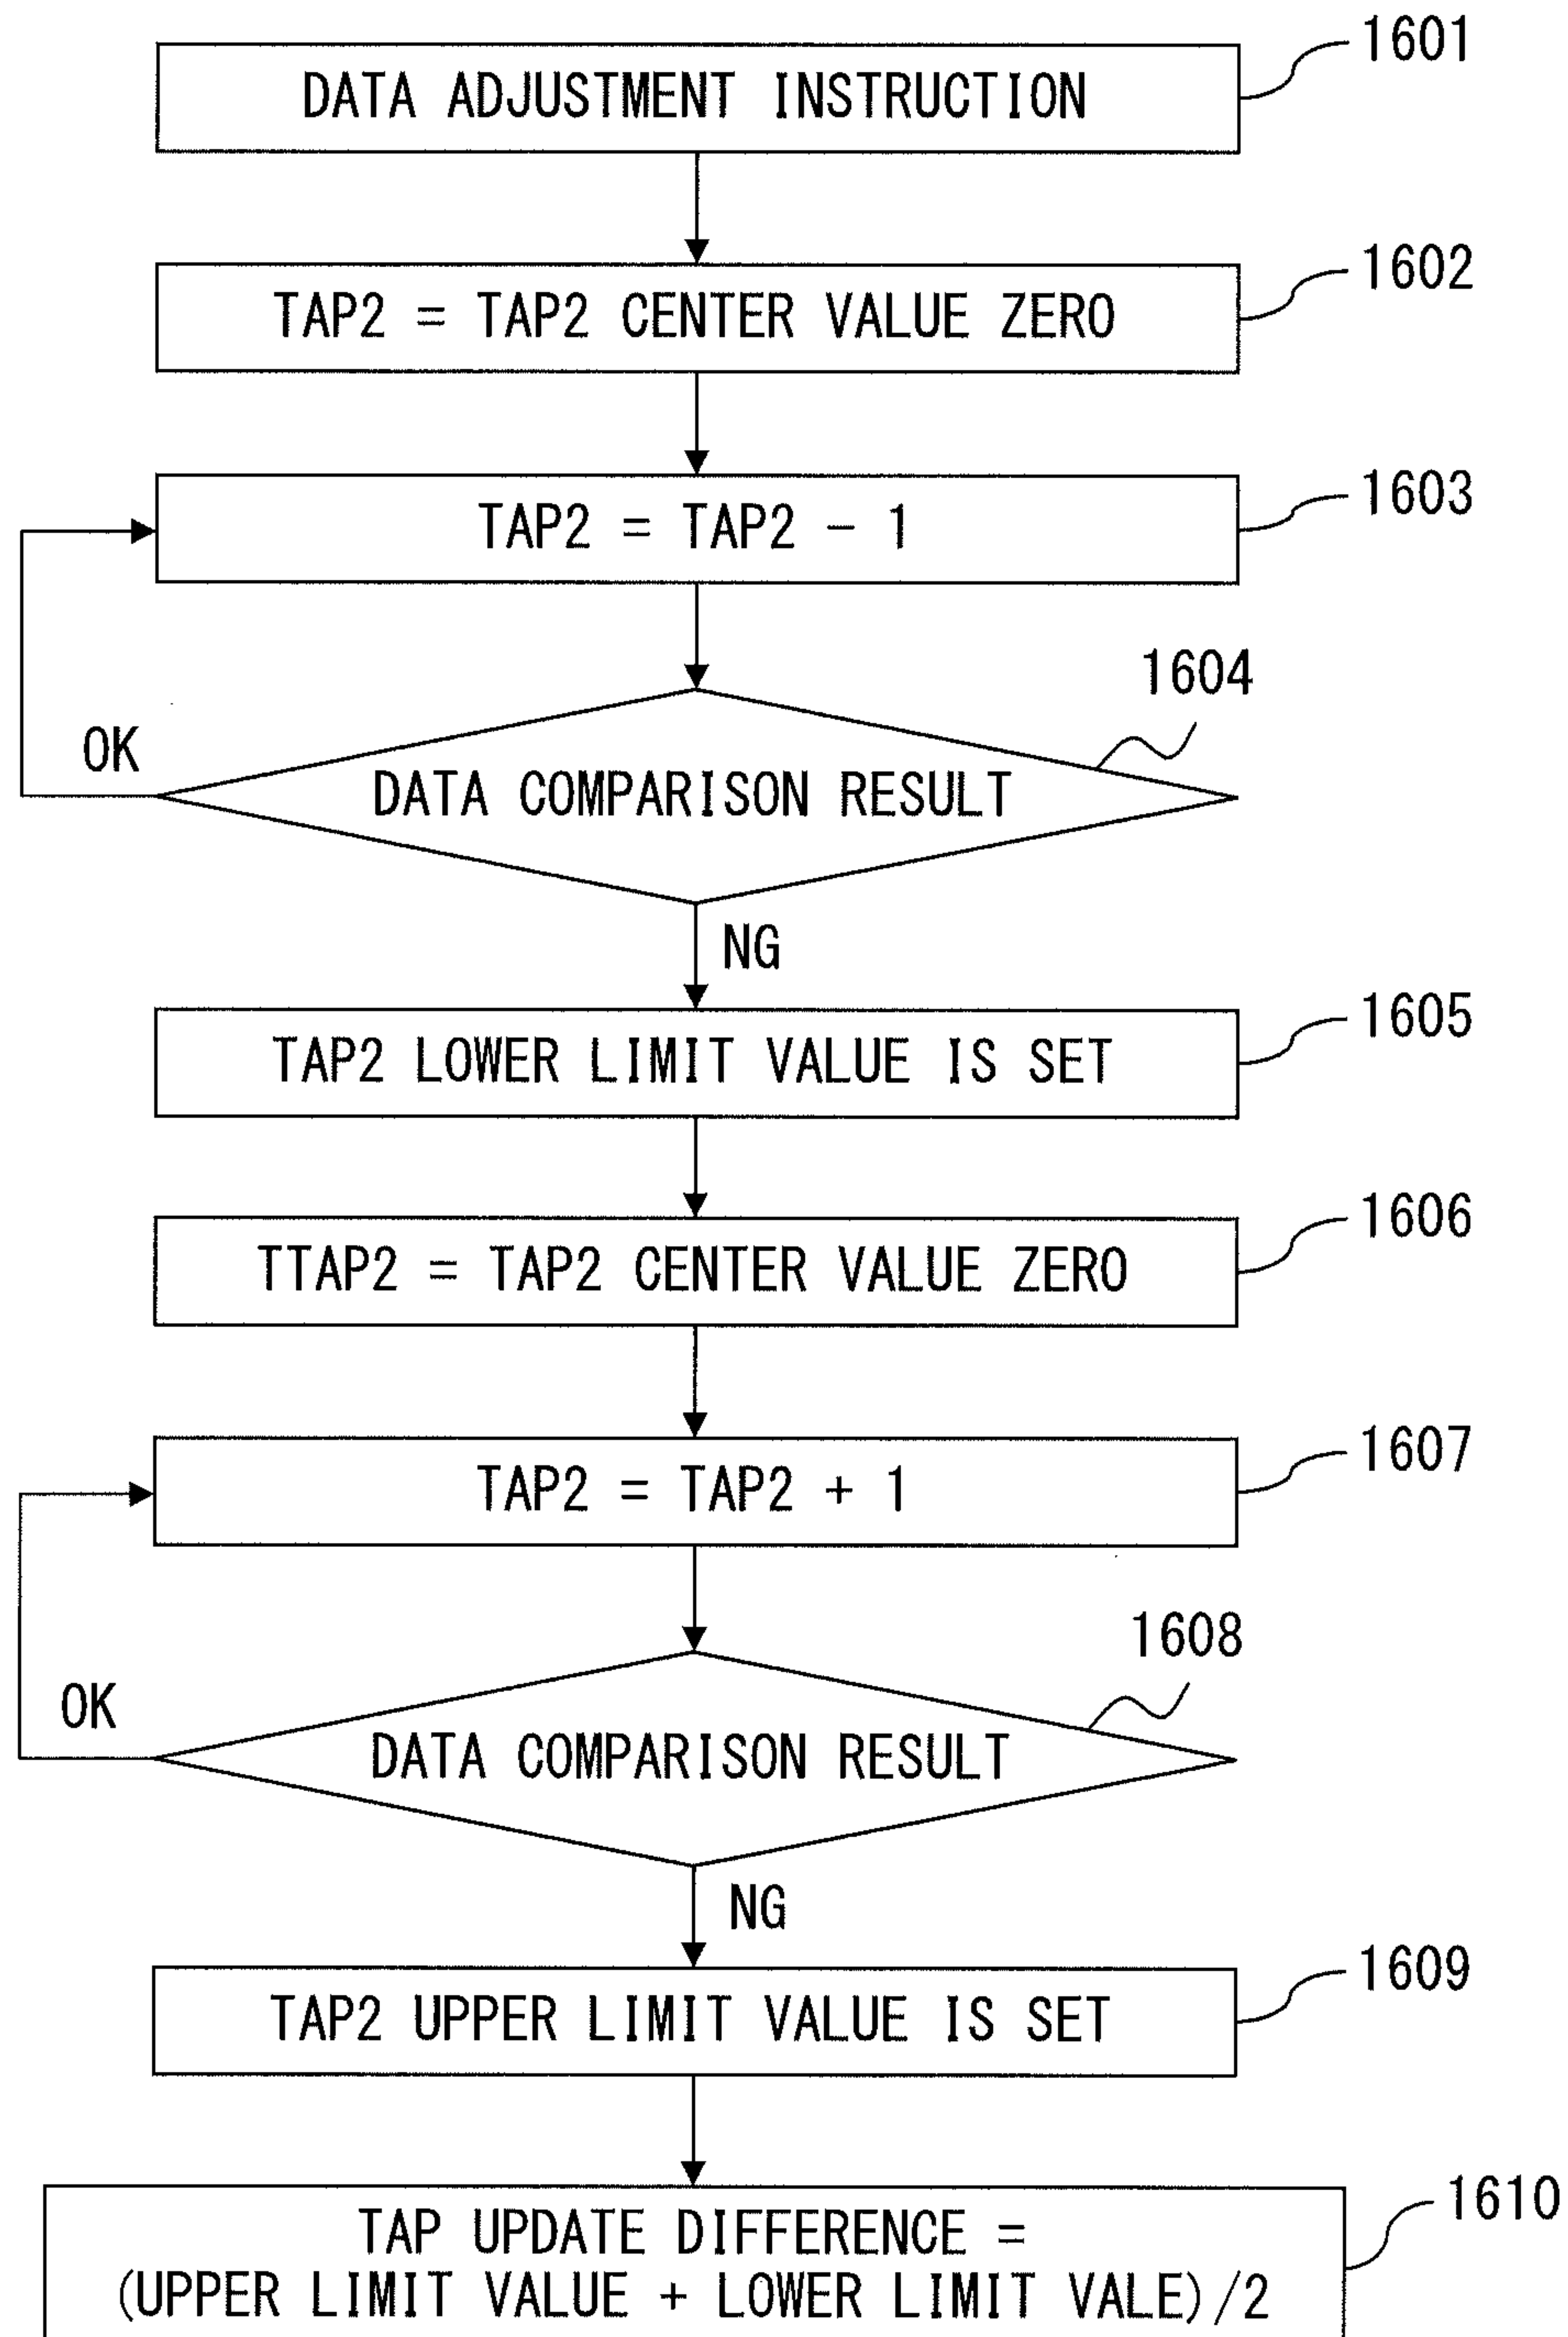 1601
DATA ADJUSTMENT INSTRUCTION
1602
TAP2 = TAP2 CENTER VALUE ZERO
1603
TAP2 = TAP2 - 1
1604
OK
DATA COMPARISON RESULT
NG
1605
TAP2 LOWER LIMIT VALUE IS SET
1606
TTAP2 = TAP2 CENTER VALUE ZERO
1607
TAP2 = TAP2 + 1
1608
OK
DATA COMPARISON RESULT
NG
1609
TAP2 UPPER LIMIT VALUE IS SET
1610
TAP UPDATE DIFFERENCE =
(UPPER LIMIT VALUE + LOWER LIMIT VALE)/2